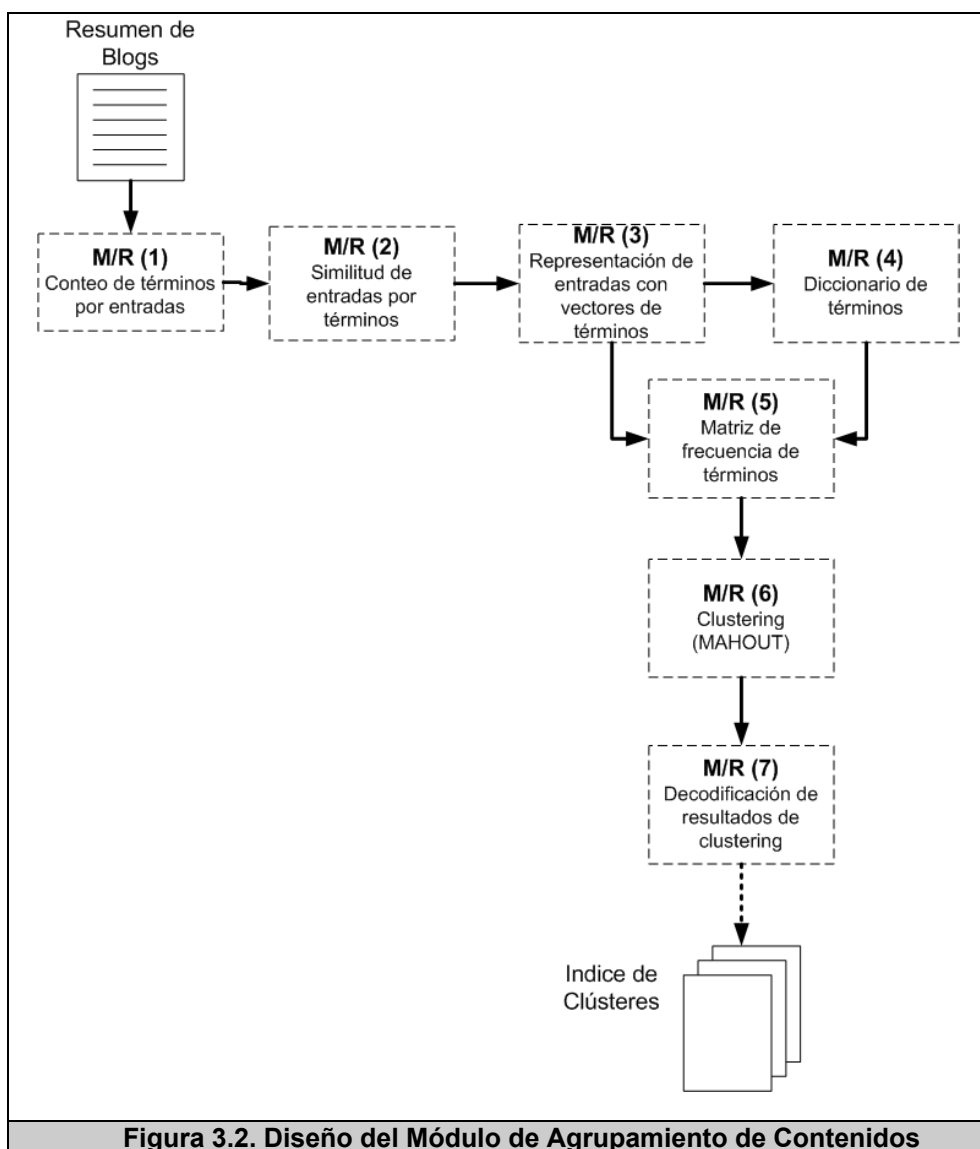 Resumen de
Blogs
M/R (1)
Conteo de términos
por entradas
M/R (2)
Similitud de
entradas por
términos
M/R (3)
Representación de
entradas con
vectores de
términos
M/R (4)
Diccionario de
términos
M/R (5)
Matriz de
frecuencia de
términos
M/R (6)
Clustering
(MAHOUT)
M/R (7)
Decodificación de
resultados de
clustering
Indice de
Clústeres
Figura 3.2. Diseño del Módulo de Agrupamiento de Contenidos